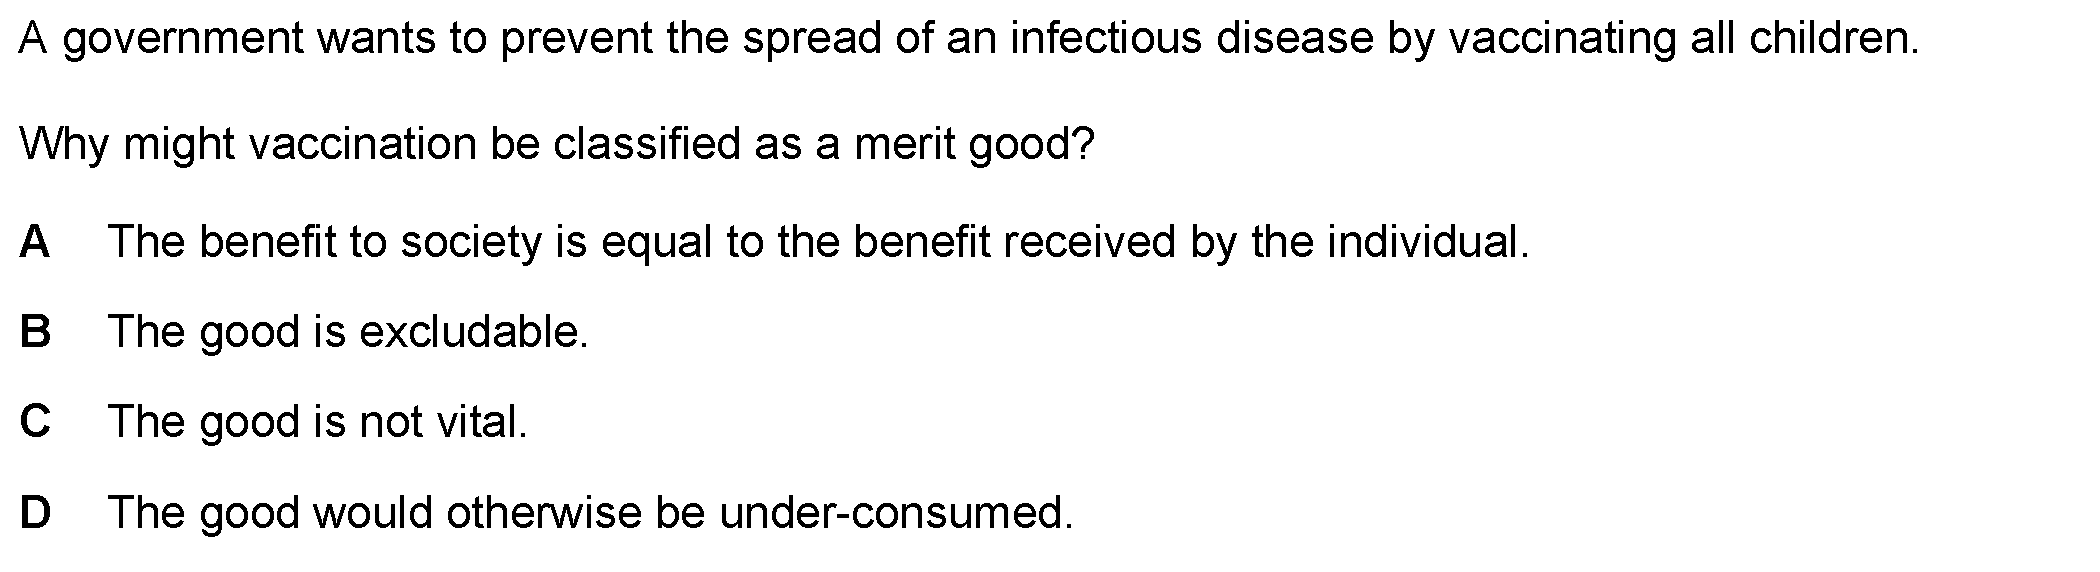 A government wants to prevent the spread of an infectious disease by vaccinating all children.
Why might vaccination be classified as a merit good?
A The benefit to society is equal to the benefit received by the individual.
B The good is excludable.
C The good is not vital.
D The good would otherwise be under-consumed.